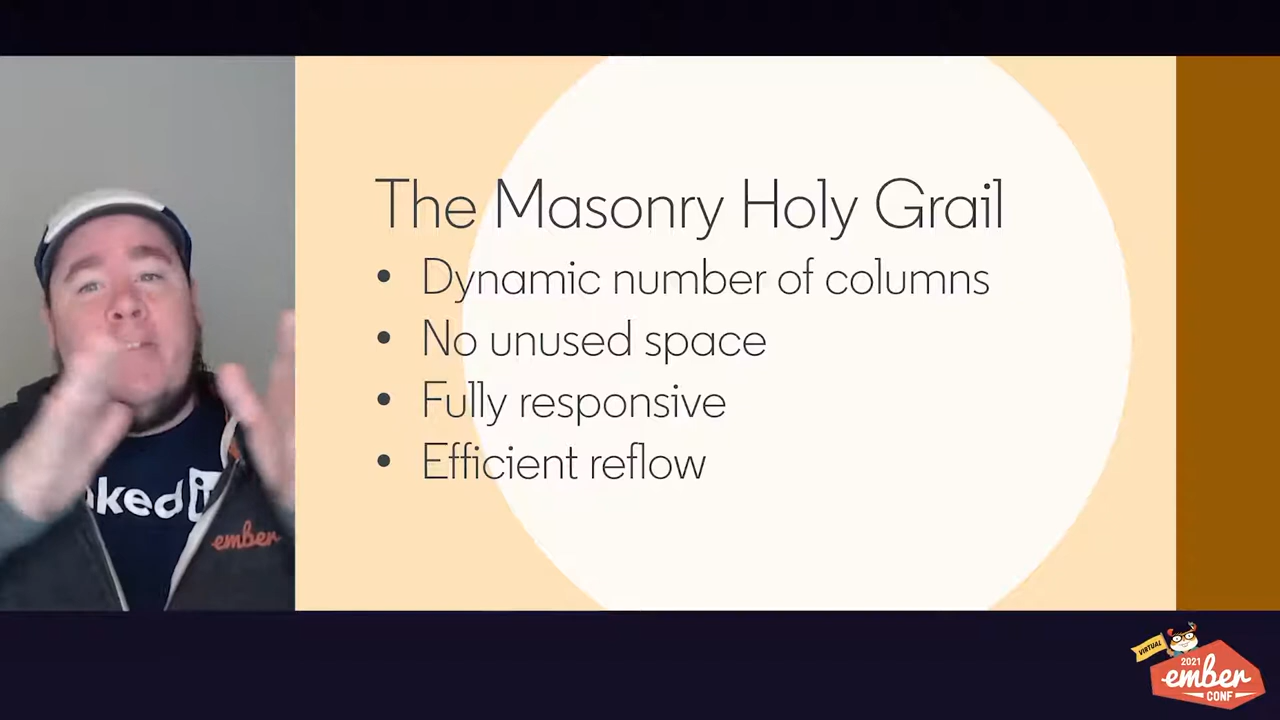 The Masonry Holy Grail
• Dynamic number of columns
• No unused space
• Fully responsive
• Efficient reflow
ember
VIRTUAL
2021
ember
CONF